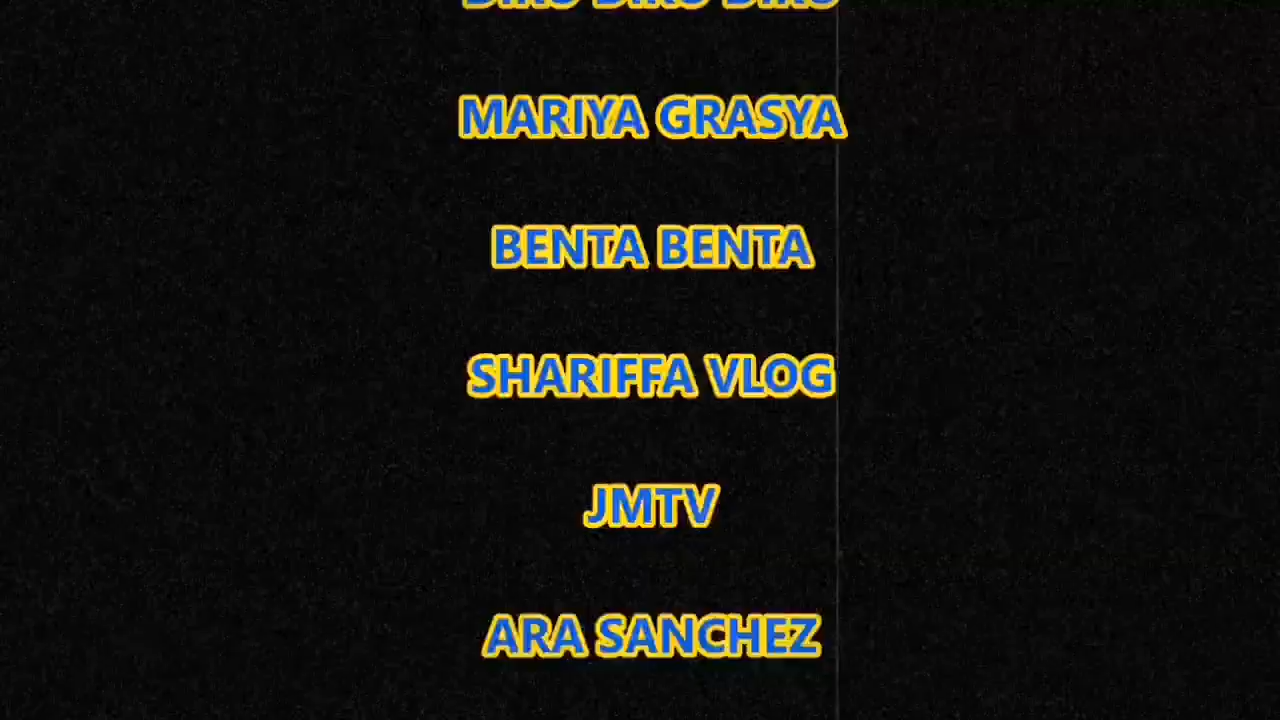 MARIYA GRASYA
BENTA BENTA
SHARIFFA VLOG
JMTV
ARA SANCHEZ